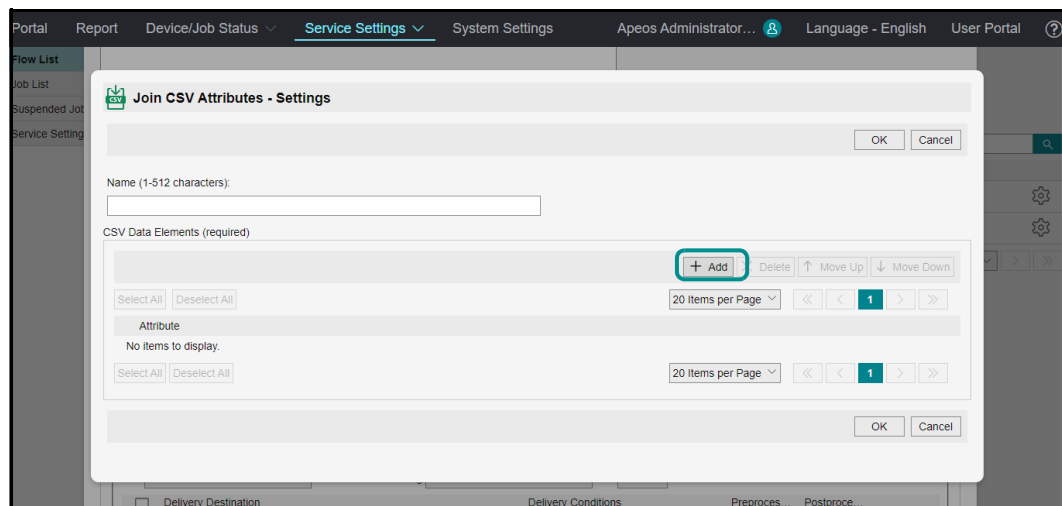 Portal Report Device/Job Status Service Settings System Settings Apeos Administrator… Language - English User Portal ?
Flow List
Job List
Suspended Jo
Service Setting
CSV
Join CSV Attributes - Settings
OK Cancel
Name (1-512 characters):
CSV Data Elements (required)
+ Add Delete ↑ Move Up ↓ Move Down
Select All Deselect All 20 Items per Page « < 1 > »
Attribute
No items to display.
Select All Deselect All 20 Items per Page « < 1 > »
OK Cancel
Delivery Destination Delivery Conditions Preproces... Postproce...